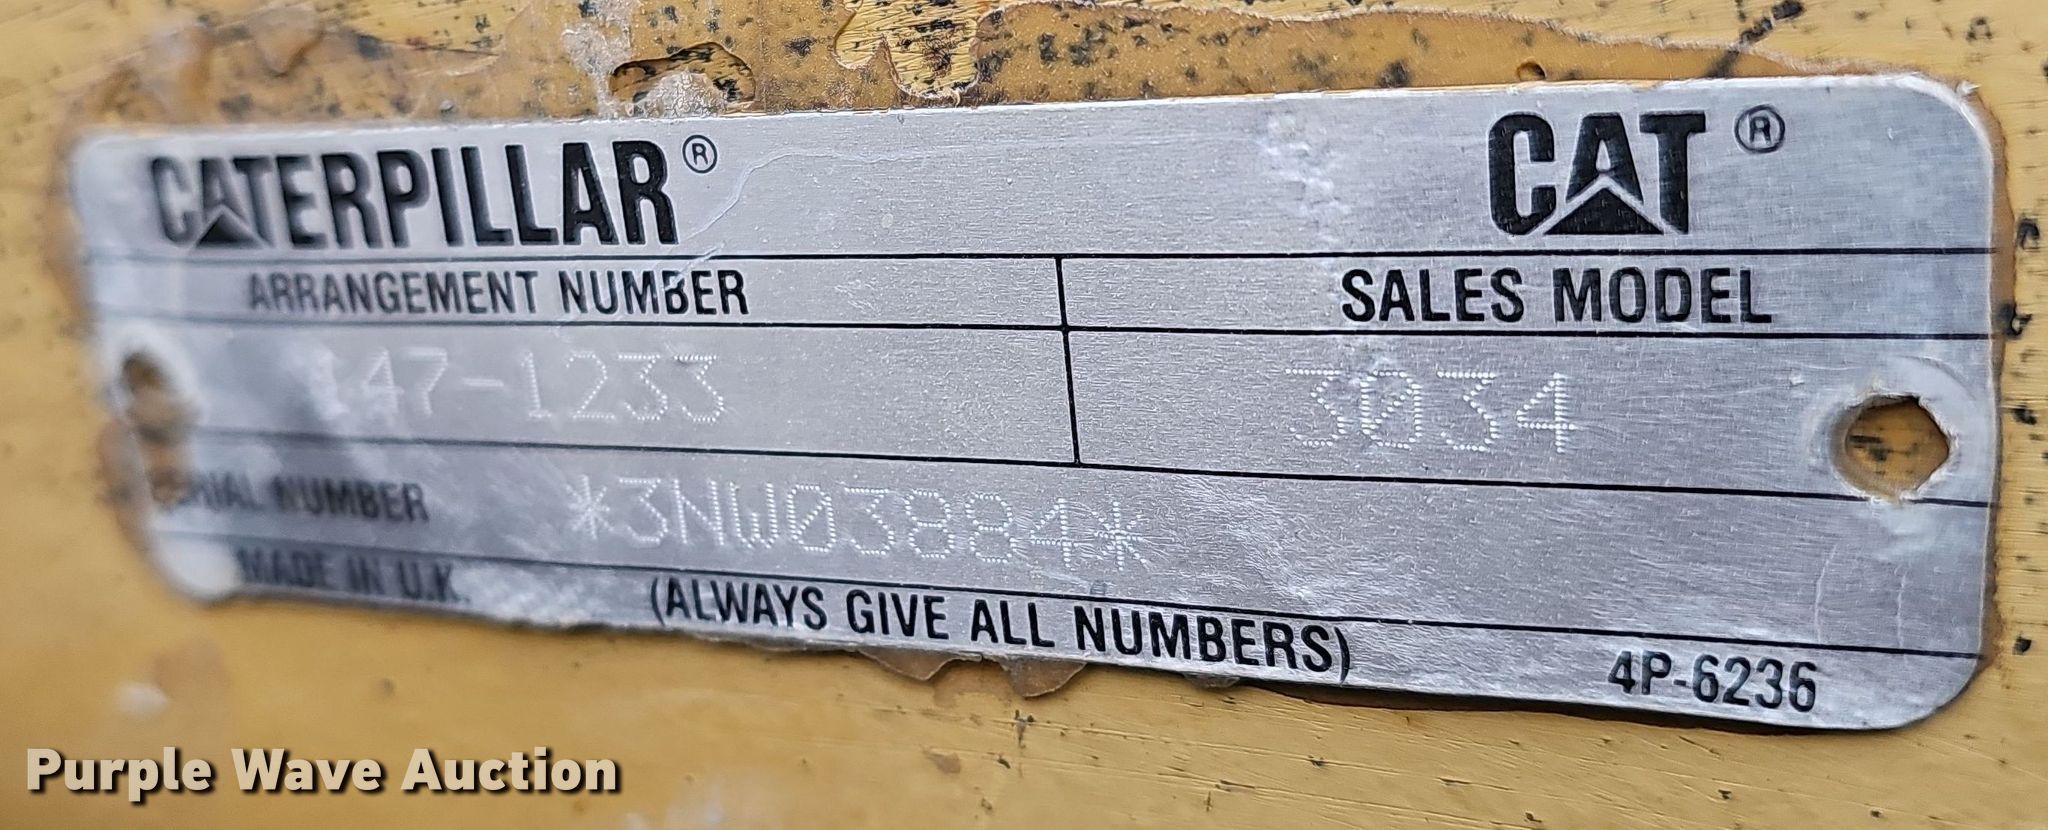 CATERPILLAR® CAT®
ARRANGEMENT NUMBER SALES MODEL
147-1233 3034
SERIAL NUMBER *3NW03884*
MADE IN U.K. (ALWAYS GIVE ALL NUMBERS) 4P-6236
Purple Wave Auction